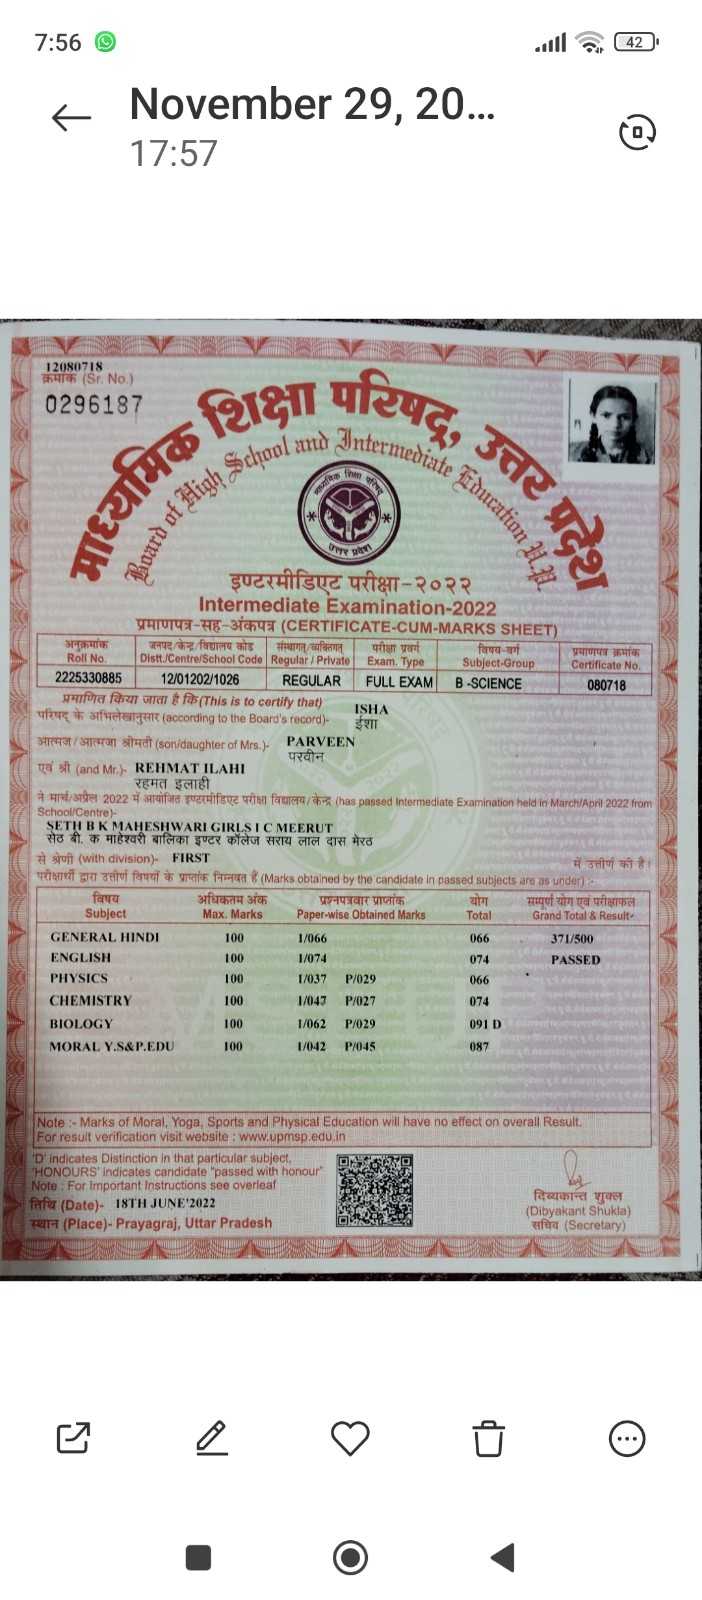 7:56
42
November 29, 20...
17:57
12080718
क्रमांक (Sr. No.)
0296187
माध्यमिक शिक्षा परिषद्, उत्तर प्रदेश
Board of High School and Intermediate Education U.P.
माध्यमिक शिक्षा परिषद
उत्तर प्रदेश
इण्टरमीडिएट परीक्षा-२०२२
Intermediate Examination-2022
प्रमाणपत्र-सह-अंकपत्र (CERTIFICATE-CUM-MARKS SHEET)
अनुक्रमांक जनपद/केन्द्र/विद्यालय कोड संस्थागत/व्यक्तिगत परीक्षा प्रवर्ग विषय-वर्ग प्रमाणपत्र क्रमांक
Roll No. Distt./Centre/School Code Regular / Private Exam. Type Subject-Group Certificate No.
2225330885 12/01202/1026 REGULAR FULL EXAM B -SCIENCE 080718
प्रमाणित किया जाता है कि (This is to certify that)
ISHA
परिषद् के अभिलेखानुसार (according to the Board's record)- ईशा
आत्मज/आत्मजा श्रीमती (son/daughter of Mrs.)- PARVEEN
परवीन
एवं श्री (and Mr.)- REHMAT ILAHI
रहमत इलाही
ने मार्च/अप्रैल 2022 में आयोजित इण्टरमीडिएट परीक्षा विद्यालय/केन्द्र (has passed Intermediate Examination held in March/April 2022 from
School/Centre)-
SETH B K MAHESHWARI GIRLS I C MEERUT
सेठ बी. क माहेश्वरी बालिका इण्टर कॉलेज सराय लाल दास मेरठ
से श्रेणी (with division)- FIRST में उत्तीर्ण की है।
परीक्षार्थी द्वारा उत्तीर्ण विषयों के प्राप्तांक निम्नवत हैं (Marks obtained by the candidate in passed subjects are as under) :-
विषय अधिकतम अंक प्रश्नपत्रवार प्राप्तांक योग सम्पूर्ण योग एवं परीक्षाफल
Subject Max. Marks Paper-wise Obtained Marks Total Grand Total & Result-
GENERAL HINDI 100 1/066 066 371/500
ENGLISH 100 1/074 074 PASSED
PHYSICS 100 1/037 P/029 066
CHEMISTRY 100 1/047 P/027 074
BIOLOGY 100 1/062 P/029 091 D
MORAL Y.S&P.EDU 100 1/042 P/045 087
Note :- Marks of Moral, Yoga, Sports and Physical Education will have no effect on overall Result.
For result verification visit website : www.upmsp.edu.in
'D' indicates Distinction in that particular subject,
'HONOURS' indicates candidate "passed with honour"
Note : For Important Instructions see overleaf
तिथि (Date)- 18TH JUNE'2022
स्थान (Place)- Prayagraj, Uttar Pradesh
दिव्यकान्त शुक्ल
(Dibyakant Shukla)
सचिव (Secretary)